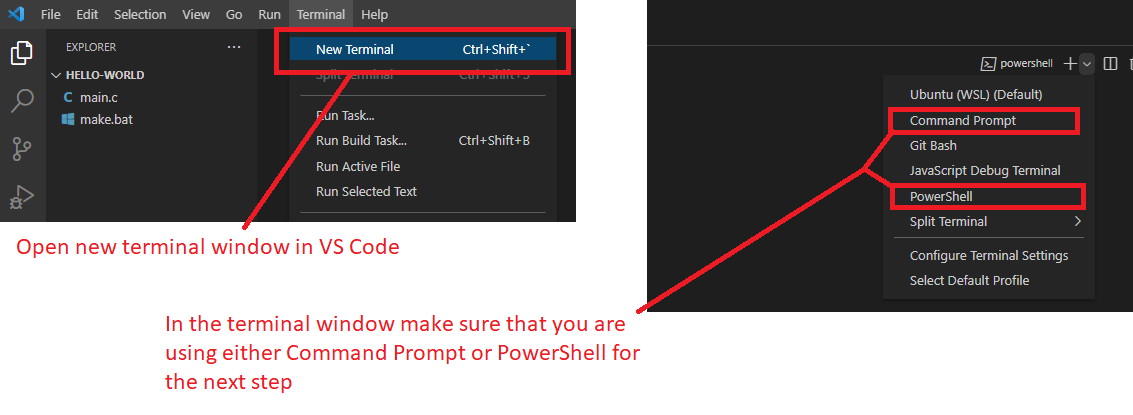 File Edit Selection View Go Run Terminal Help
EXPLORER ...
HELLO-WORLD
C main.c
make.bat
New Terminal Ctrl+Shift+`
Split Terminal Ctrl+Shift+5
Run Task...
Run Build Task... Ctrl+Shift+B
Run Active File
Run Selected Text
Open new terminal window in VS Code
powershell
Ubuntu (WSL) (Default)
Command Prompt
Git Bash
JavaScript Debug Terminal
PowerShell
Split Terminal
Configure Terminal Settings
Select Default Profile
In the terminal window make sure that you are
using either Command Prompt or PowerShell for
the next step